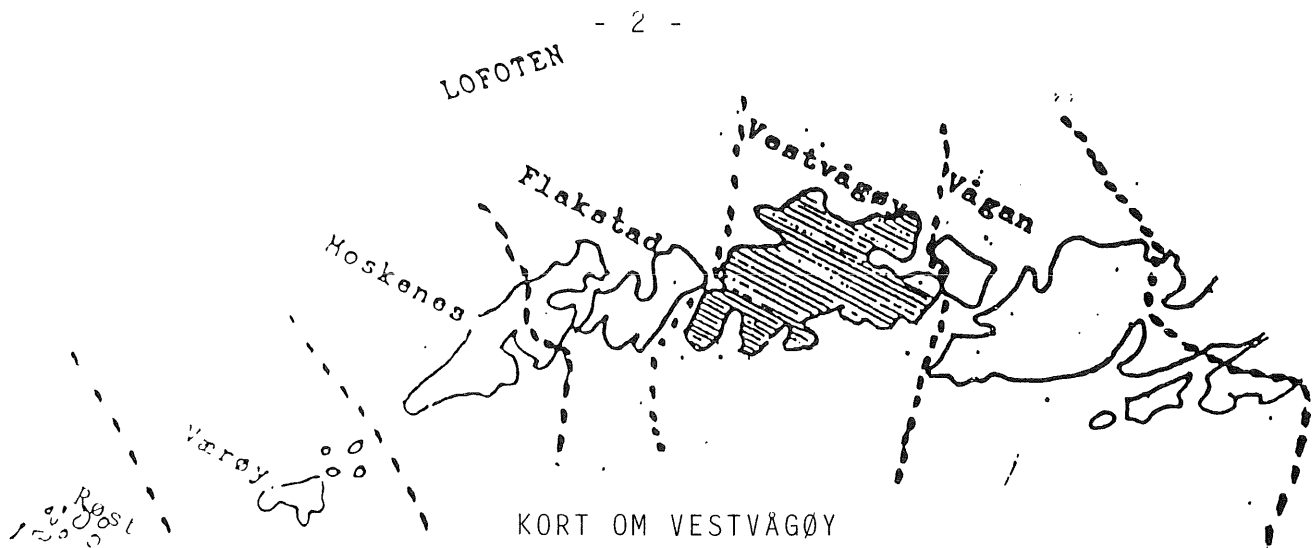 - 2 -
LOFOTEN
Vestvågøy
Vågan
Flakstad
Moskenes
Værøy
Røst
KORT OM VESTVÅGØY